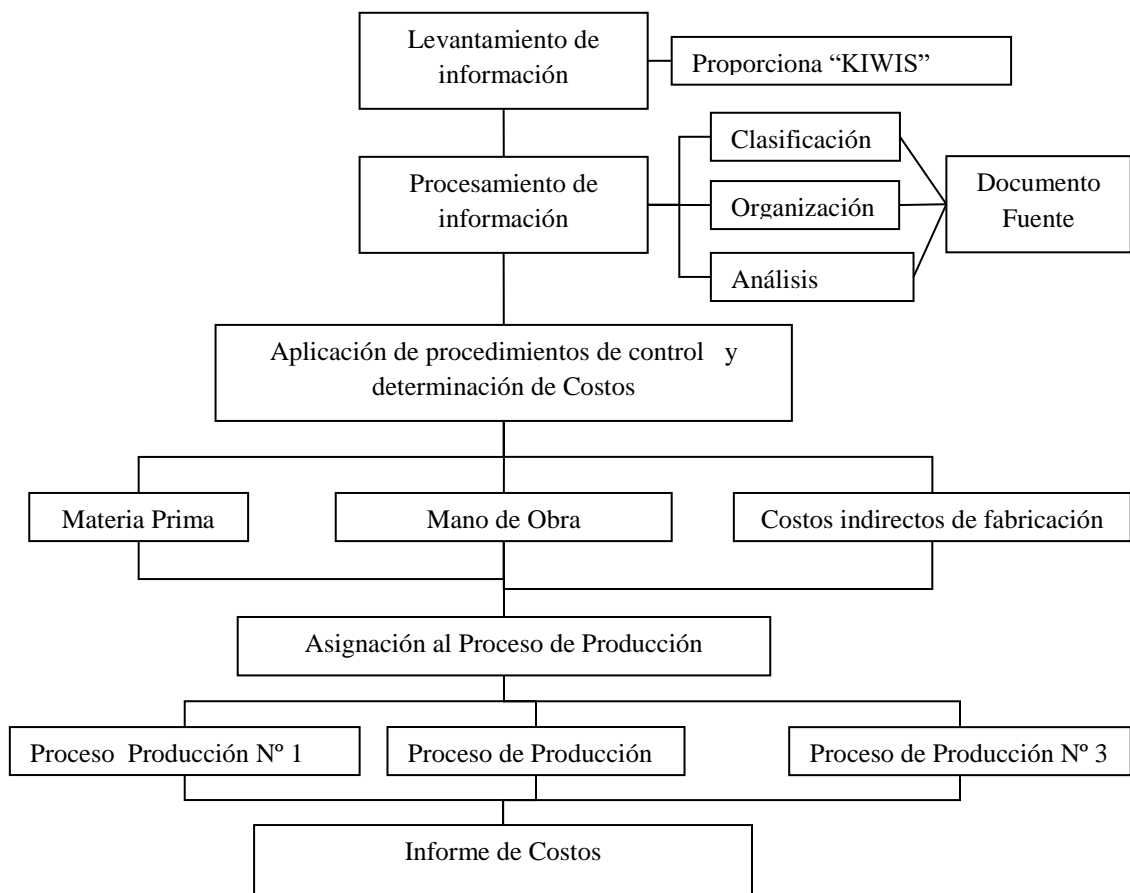 Levantamiento de
información
Proporciona “KIWIS”
Clasificación
Procesamiento de
información
Organización
Documento
Fuente
Análisis
Aplicación de procedimientos de control y
determinación de Costos
Materia Prima
Mano de Obra
Costos indirectos de fabricación
Asignación al Proceso de Producción
Proceso Producción Nº 1
Proceso de Producción
Proceso de Producción Nº 3
Informe de Costos